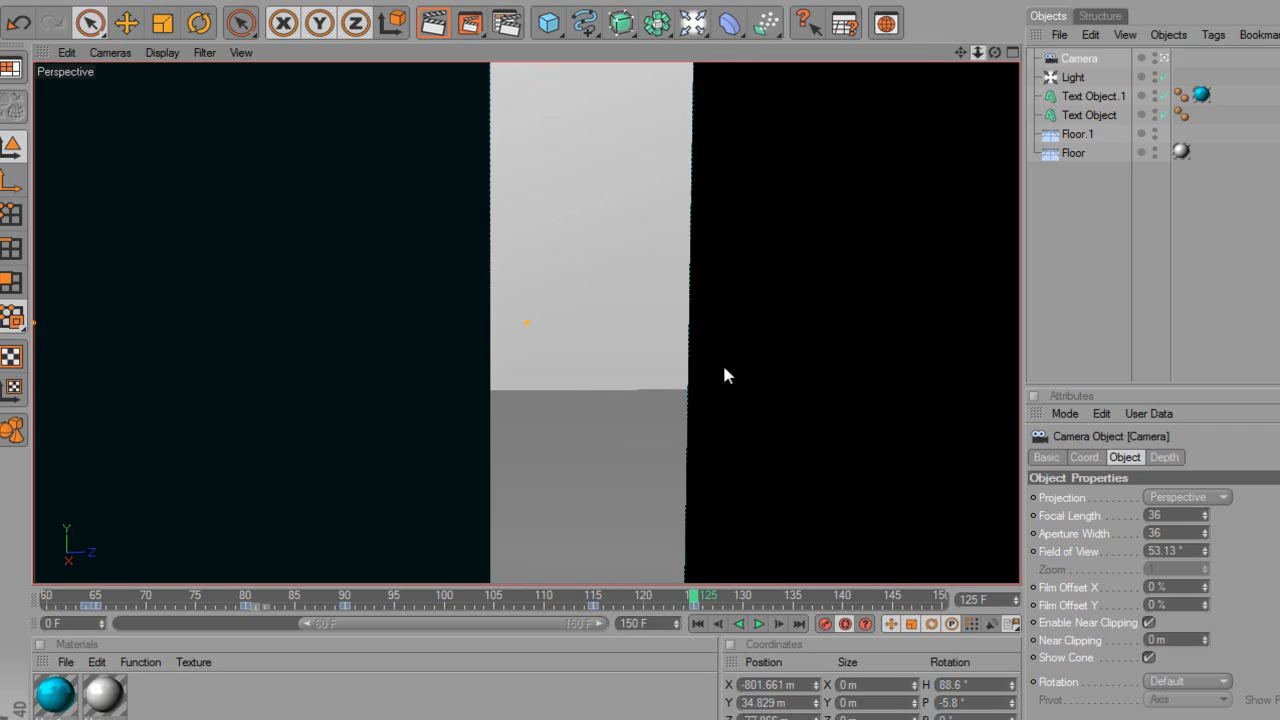 Objects Structure
File Edit View Objects Tags Bookma
Edit Cameras Display Filter View
Perspective
Camera
Light
Text Object.1
Text Object
Floor.1
Floor
Attributes
Mode Edit User Data
Camera Object [Camera]
Basic Coord. Object Depth
Object Properties
Projection Perspective
Focal Length 36
Aperture Width 36
Field of View 53.13 °
Zoom 1
Film Offset X 0 %
Film Offset Y 0 %
Enable Near Clipping
Near Clipping 0 m
Show Cone
Rotation Default
Pivot Axis Show F
Y
Z
X
60 65 70 75 80 85 90 95 100 105 110 115 120 125 130 135 140 145 150 125 F
0 F 60 F 150 F 150 F
Materials
File Edit Function Texture
Coordinates
Position Size Rotation
X -801.661 m X 0 m H 88.6 °
Y 34.829 m Y 0 m P -5.8 °
4D